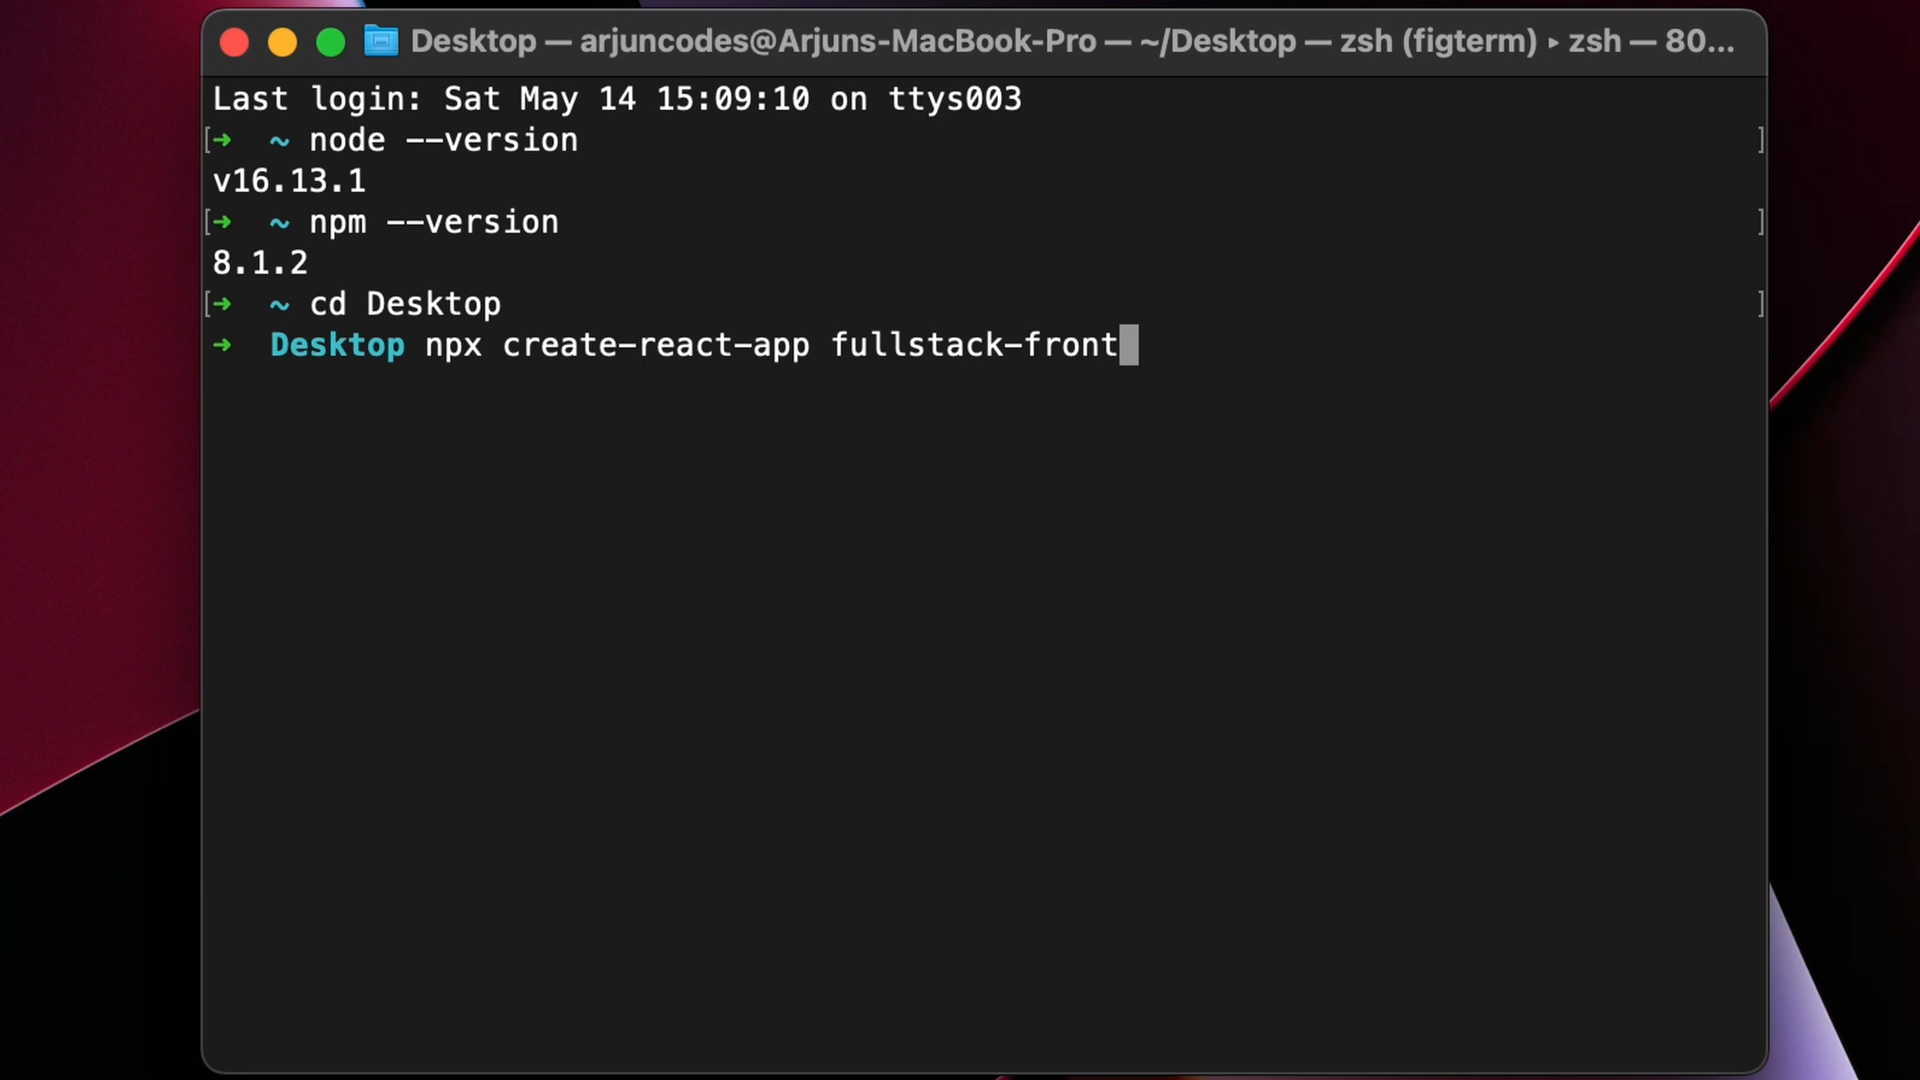 Desktop — arjuncodes@Arjuns-MacBook-Pro — ~/Desktop — zsh (figterm) ▸ zsh — 80...
Last login: Sat May 14 15:09:10 on ttys003
[➜  ~ node --version ]
v16.13.1
[➜  ~ npm --version ]
8.1.2
[➜  ~ cd Desktop ]
➜  Desktop npx create-react-app fullstack-front